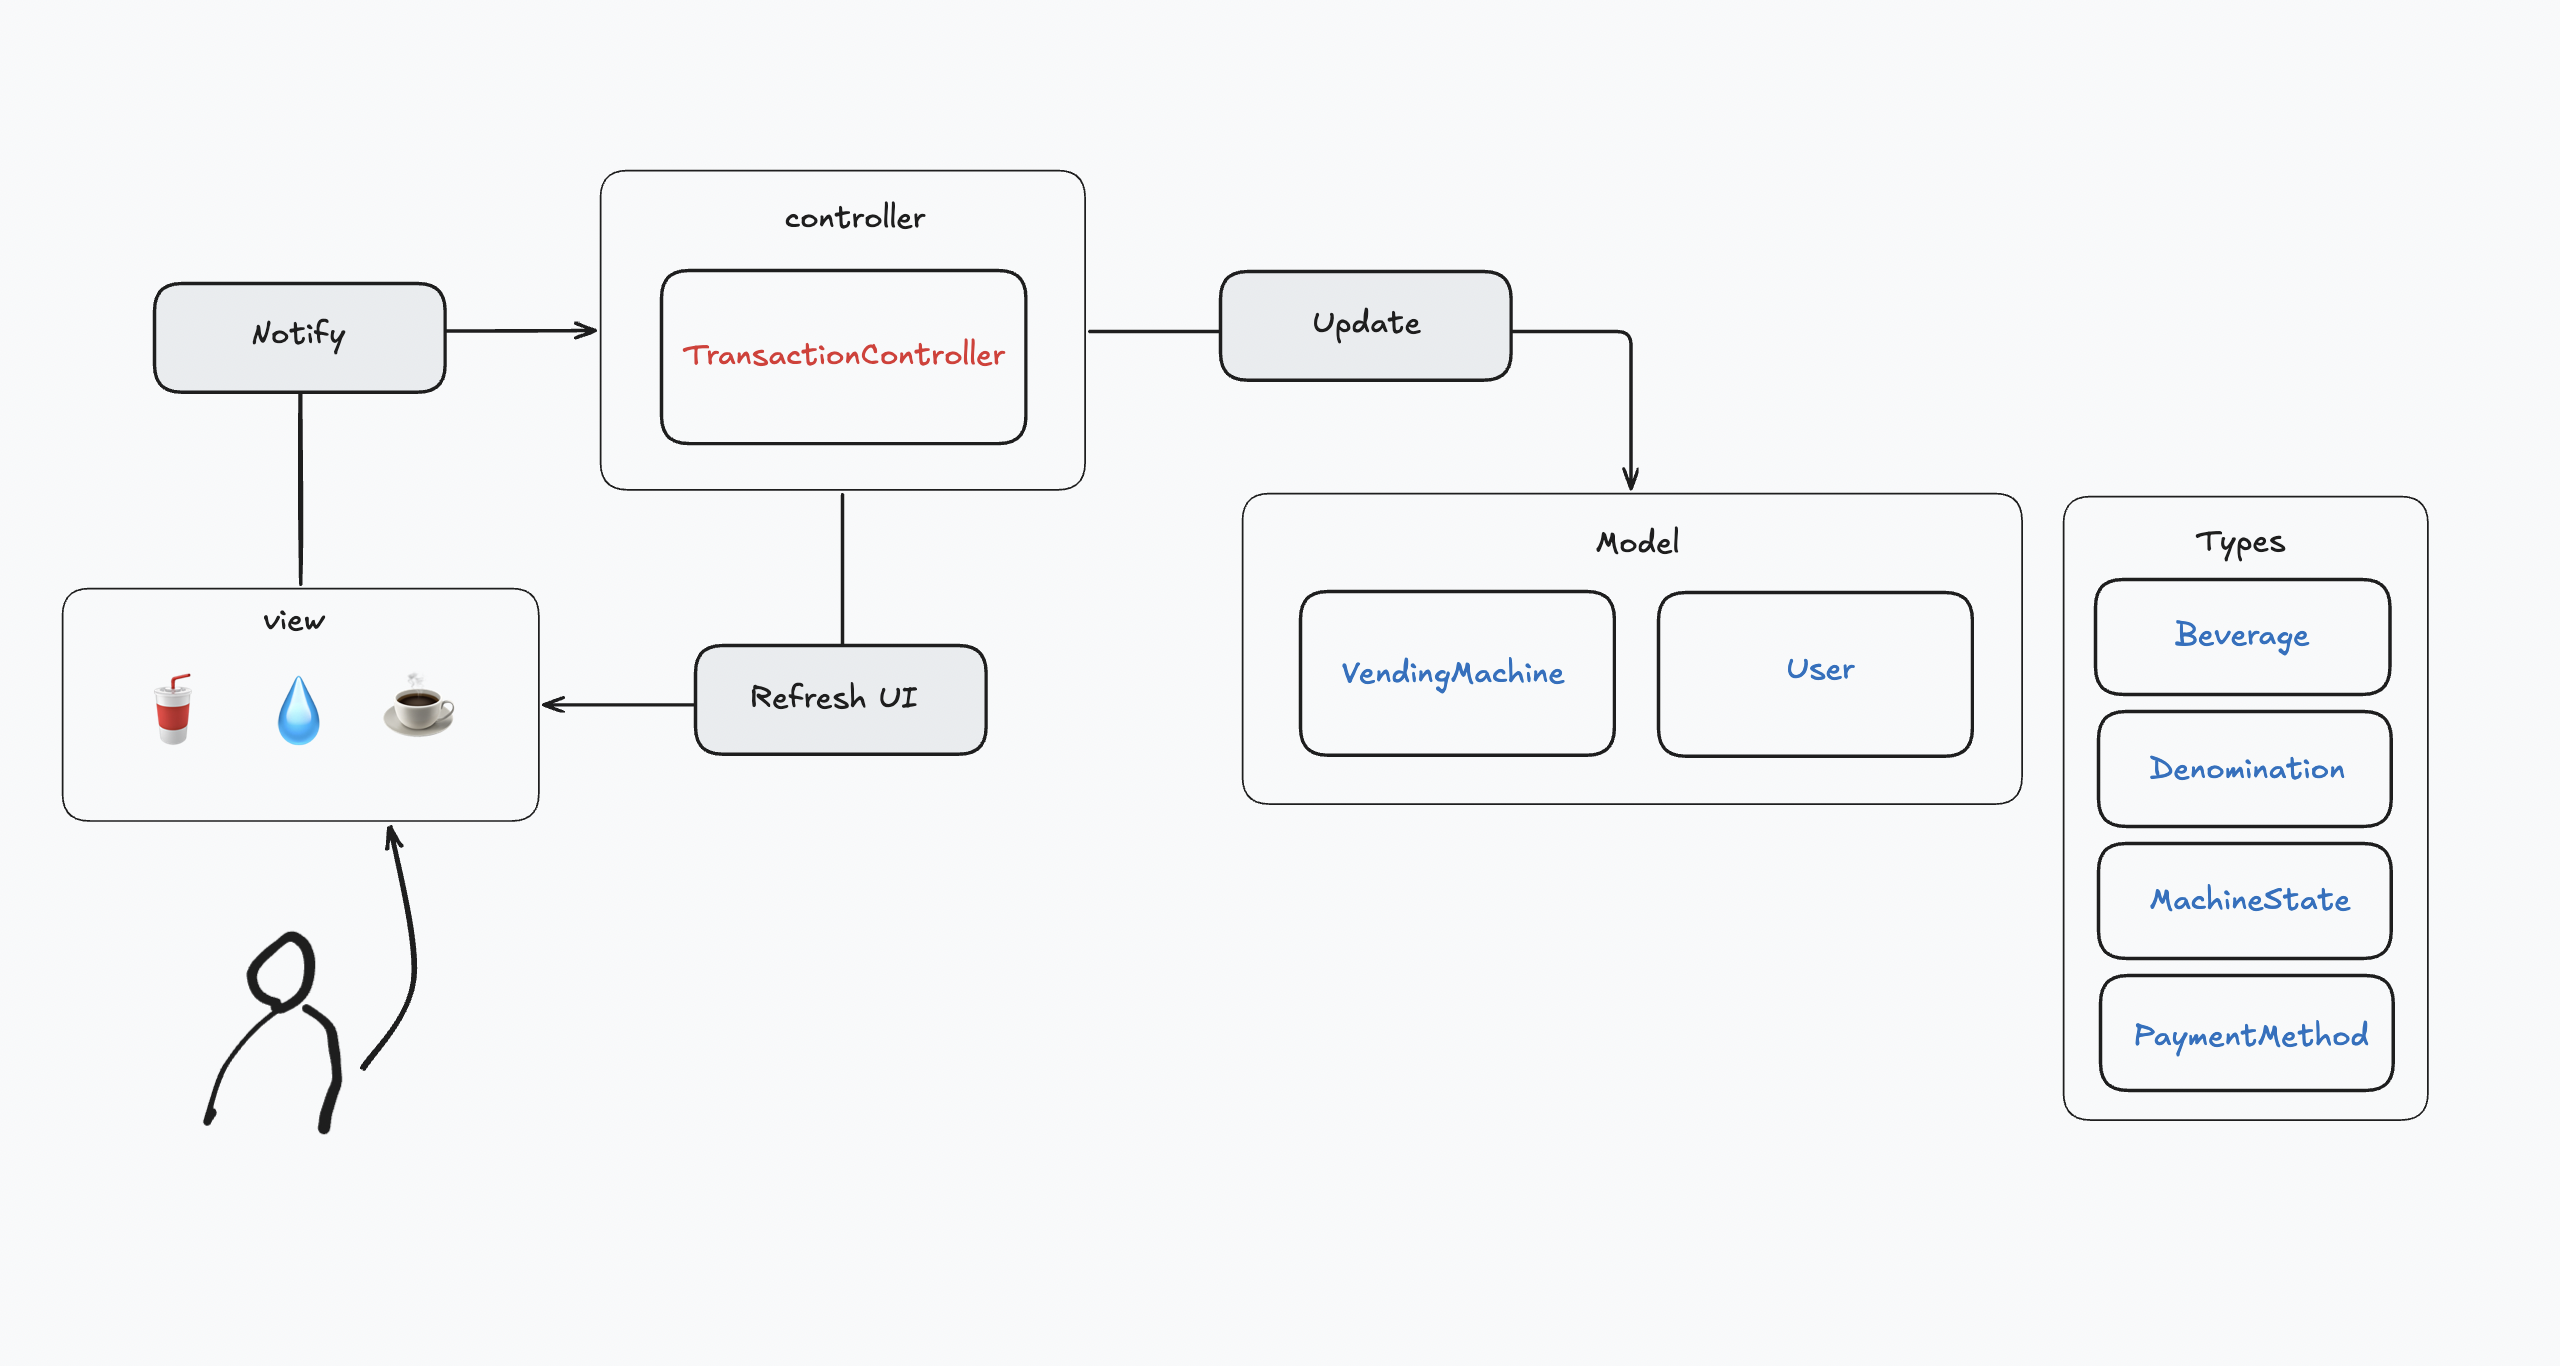 controller
Notify
TransactionController
Update
Model
Types
view
VendingMachine
User
Beverage
Refresh UI
Denomination
MachineState
PaymentMethod